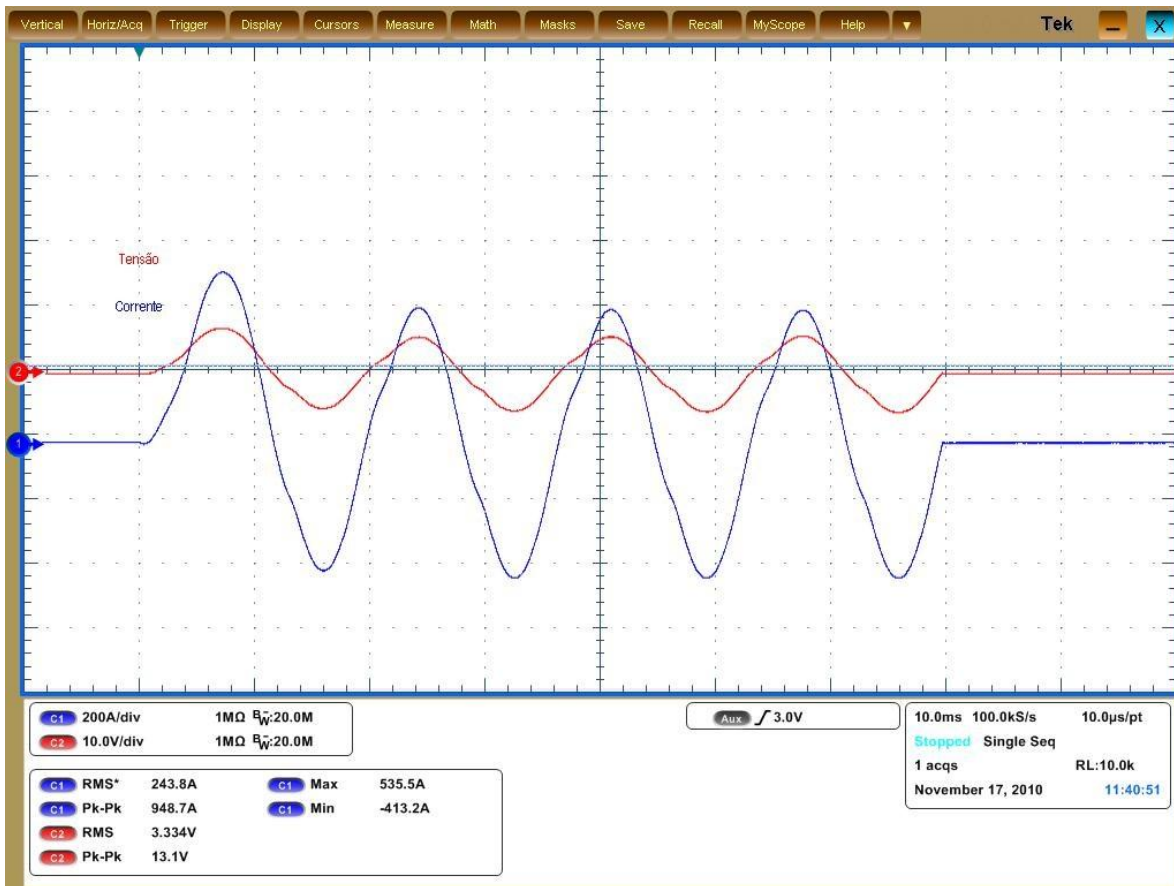 Vertical Horiz/Acq Trigger Display Cursors Measure Math Masks Save Recall MyScope Help Tek X
Tensão
Corrente
2
1
C1 200A/div 1MΩ BW:20.0M
C2 10.0V/div 1MΩ BW:20.0M
Aux 3.0V
10.0ms 100.0kS/s 10.0µs/pt
Stopped Single Seq
1 acqs RL:10.0k
November 17, 2010 11:40:51
C1 RMS* 243.8A C1 Max 535.5A
C1 Pk-Pk 948.7A C1 Min -413.2A
C2 RMS 3.334V
C2 Pk-Pk 13.1V